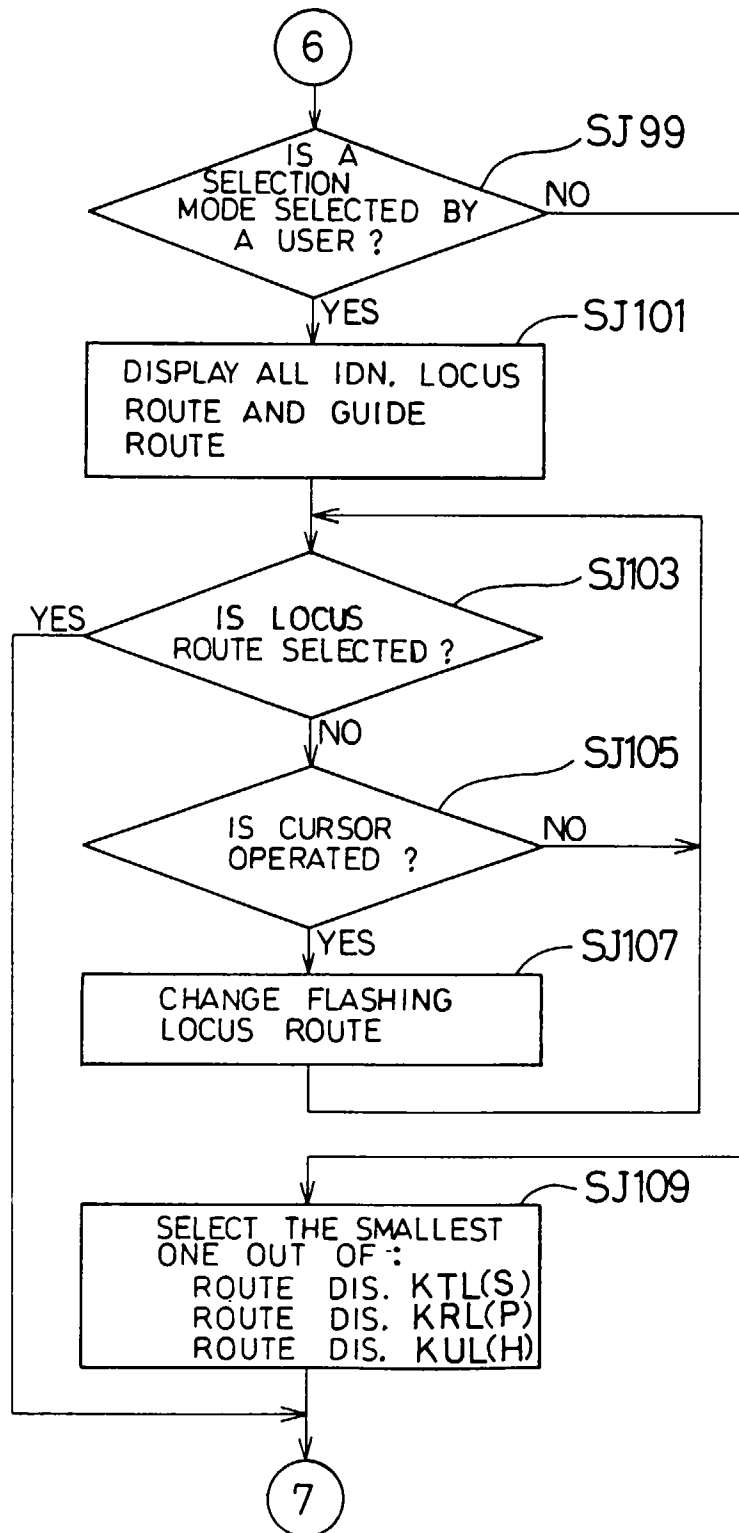 6
SJ99
IS A
SELECTION
MODE SELECTED BY
A USER ?
NO
YES
SJ101
DISPLAY ALL IDN. LOCUS
ROUTE AND GUIDE
ROUTE
SJ103
YES
IS LOCUS
ROUTE SELECTED ?
NO
SJ105
IS CURSOR
OPERATED ?
NO
YES
SJ107
CHANGE FLASHING
LOCUS ROUTE
SJ109
SELECT THE SMALLEST
ONE OUT OF :
ROUTE DIS. KTL(S)
ROUTE DIS. KRL(P)
ROUTE DIS. KUL(H)
7